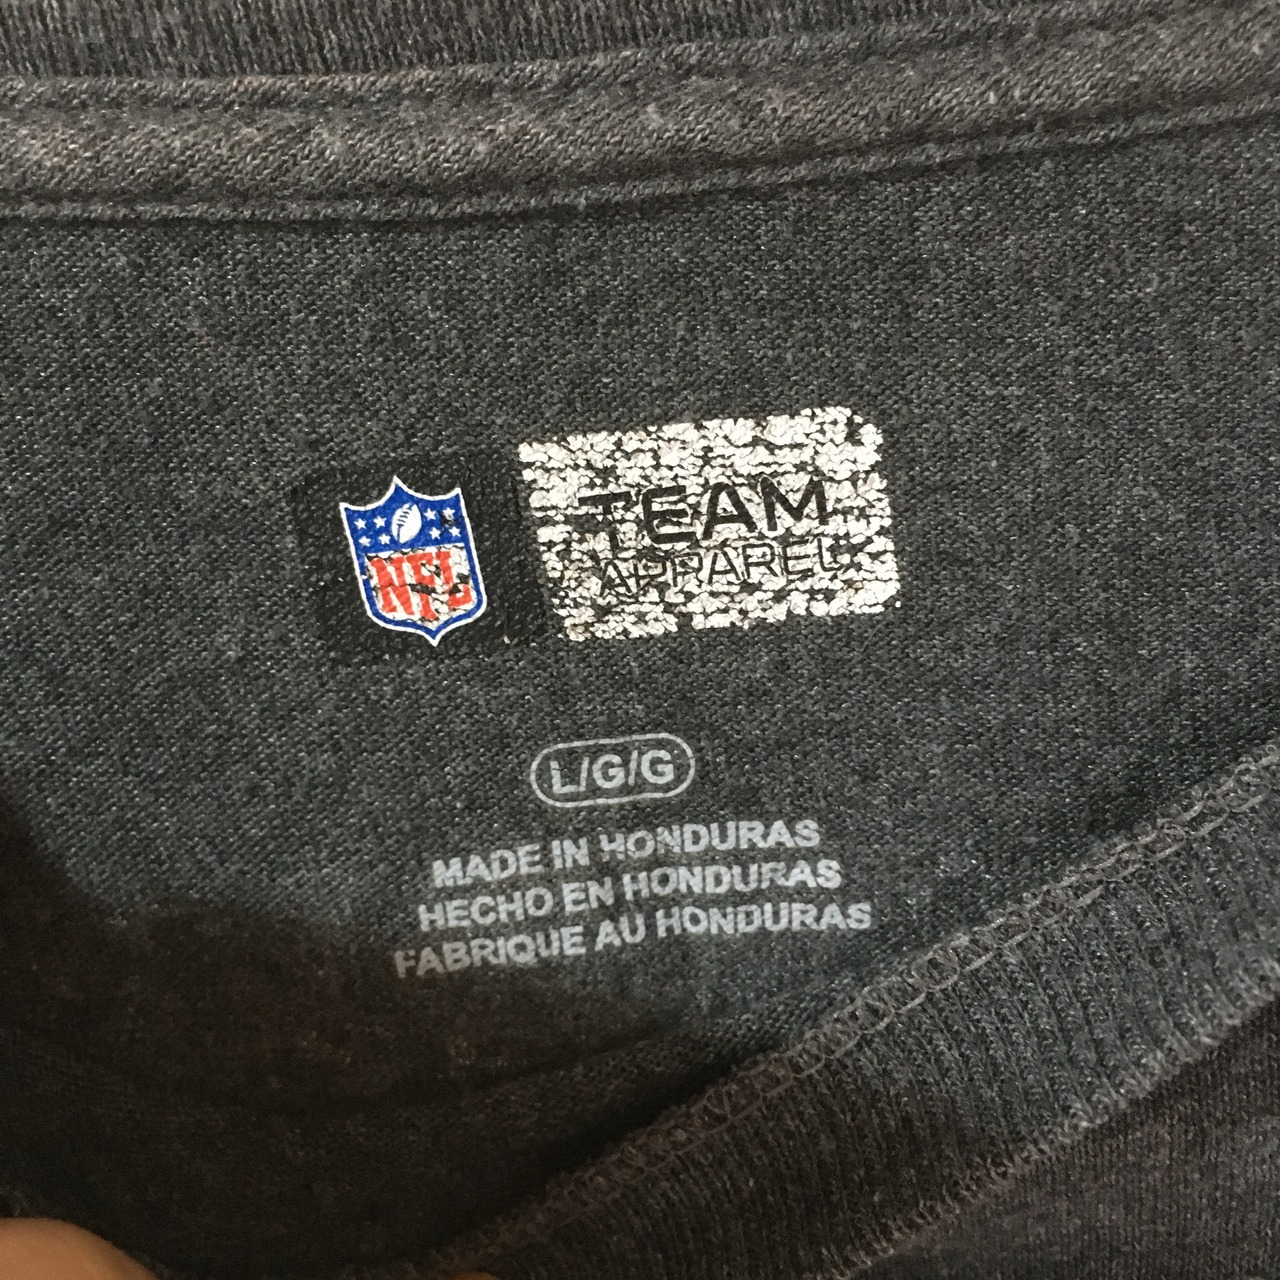 NFL
TEAM
APPAREL
L/G/G
MADE IN HONDURAS
HECHO EN HONDURAS
FABRIQUE AU HONDURAS